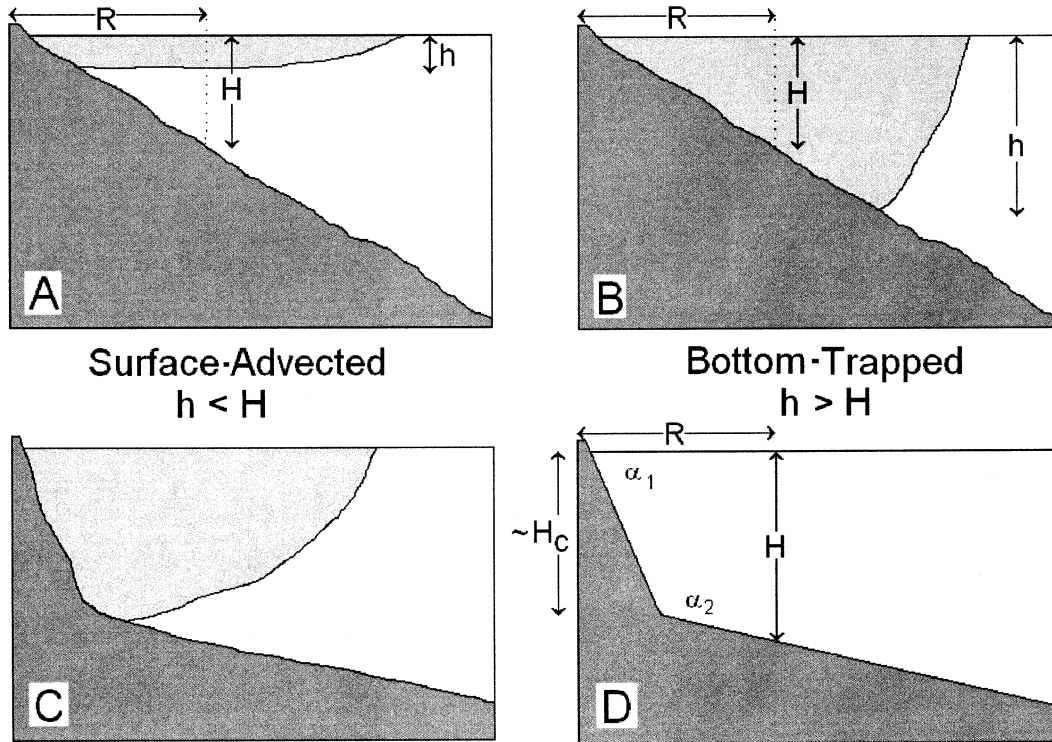 R
H
h
A
R
H
h
B
Surface-Advected
h < H
Bottom-Trapped
h > H
C
R
α1
~Hc
H
α2
D